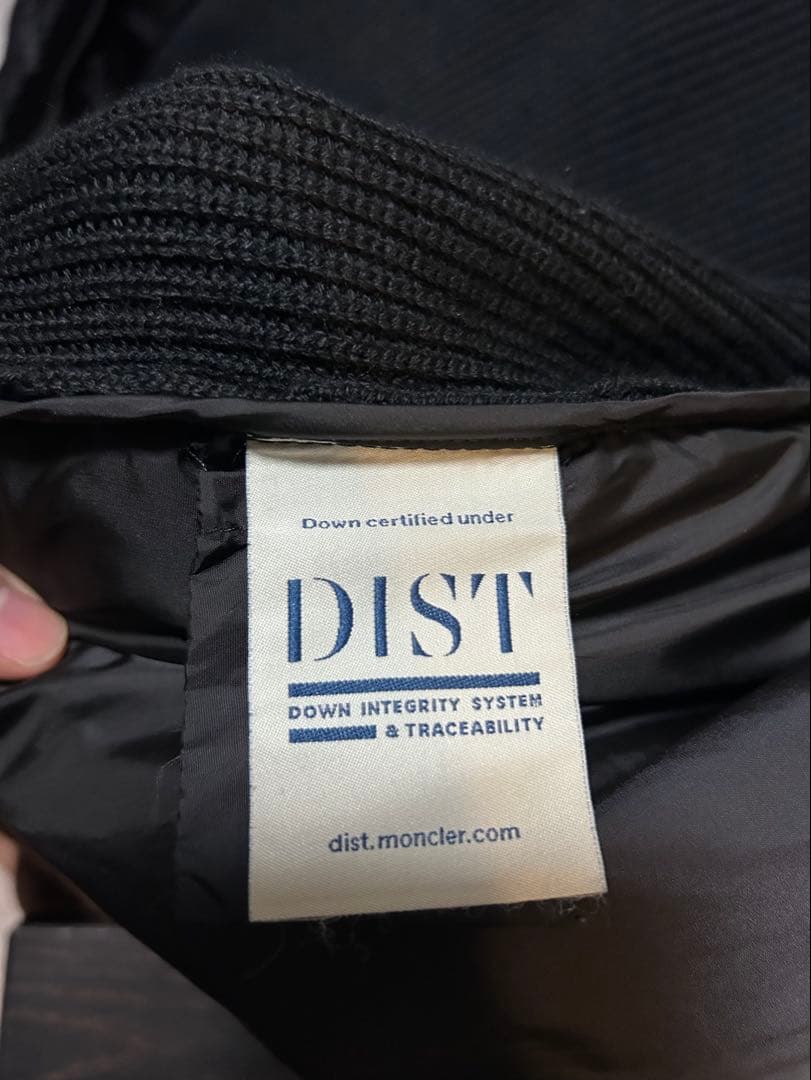 Down certified under
DIST
DOWN INTEGRITY SYSTEM
& TRACEABILITY
dist.moncler.com